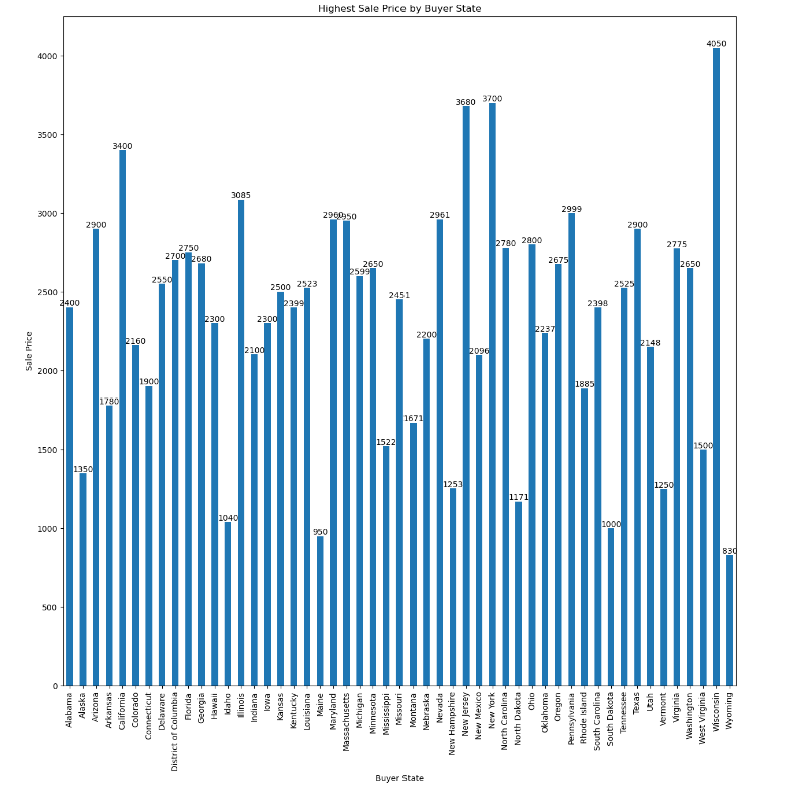 Highest Sale Price by Buyer State
4050
4000
3700
3680
3500
3400
3085
3000
2999
2960
2950
2961
2900
2900
2800
2780
2775
2750
2700
2680
2675
2650
2650
2599
2550
2523
2525
2500
2500
2451
2400
2399
2398
2300
2300
2237
2200
2160
2148
2100
2096
2000
1900
1885
1780
1671
1522
1500
1500
1350
1253
1250
1171
1040
1000
1000
950
830
500
0
Sale Price
Alabama
Alaska
Arizona
Arkansas
California
Colorado
Connecticut
Delaware
District of Columbia
Florida
Georgia
Hawaii
Idaho
Illinois
Indiana
Iowa
Kansas
Kentucky
Louisiana
Maine
Maryland
Massachusetts
Michigan
Minnesota
Mississippi
Missouri
Montana
Nebraska
Nevada
New Hampshire
New Jersey
New Mexico
New York
North Carolina
North Dakota
Ohio
Oklahoma
Oregon
Pennsylvania
Rhode Island
South Carolina
South Dakota
Tennessee
Texas
Utah
Vermont
Virginia
Washington
West Virginia
Wisconsin
Wyoming
Buyer State